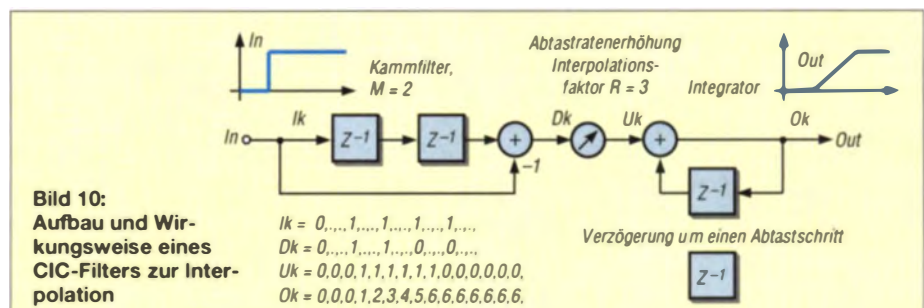 In
Kammfilter,
M = 2
Abtastratenerhöhung
Interpolations-
faktor R = 3
Integrator
Out
In
Ik
Z–1
Z–1
+
–1
Dk
Uk
+
Ok
Out
Z–1
Bild 10:
Aufbau und Wir-
kungsweise eines
CIC-Filters zur Inter-
polation
Ik = 0,.,.,1,.,.,1,.,.,1,.,.,1,.,.,
Dk = 0,.,.,1,.,.,1,.,.,0,.,.,0,.,.,
Uk = 0,0,0,1,1,1,1,1,1,0,0,0,0,0,0,
Ok = 0,0,0,1,2,3,4,5,6,6,6,6,6,6,6,
Verzögerung um einen Abtastschritt
Z–1